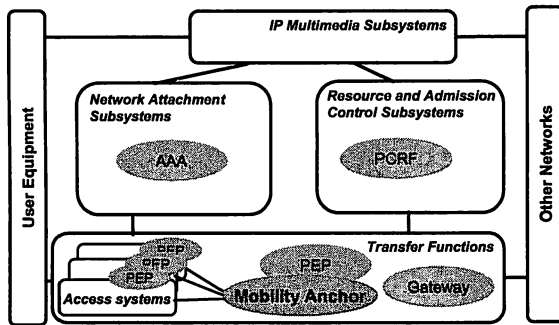 IP Multimedia Subsystems
User Equipment
Other Networks
Network Attachment
Subsystems
AAA
Resource and Admission
Control Subsystems
PCRF
Transfer Functions
PEP
PEP
PEP
Access systems
PEP
Mobility Anchor
Gateway